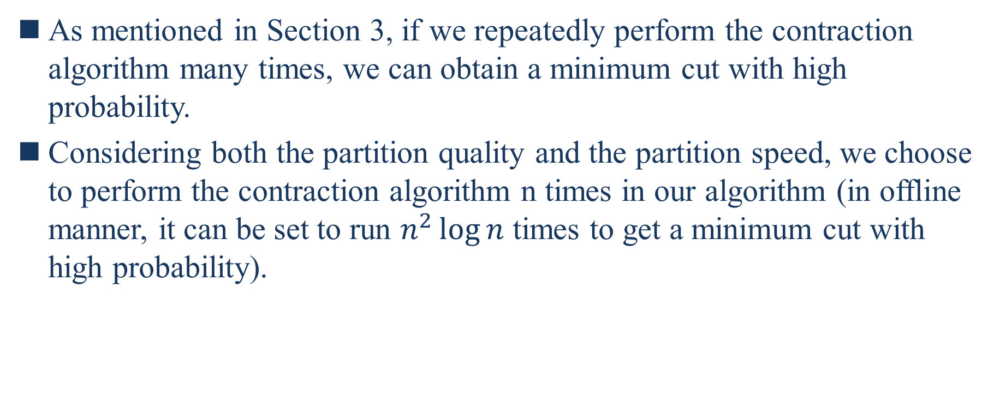 ■ As mentioned in Section 3, if we repeatedly perform the contraction
algorithm many times, we can obtain a minimum cut with high
probability.
■ Considering both the partition quality and the partition speed, we choose
to perform the contraction algorithm n times in our algorithm (in offline
manner, it can be set to run n² log n times to get a minimum cut with
high probability).